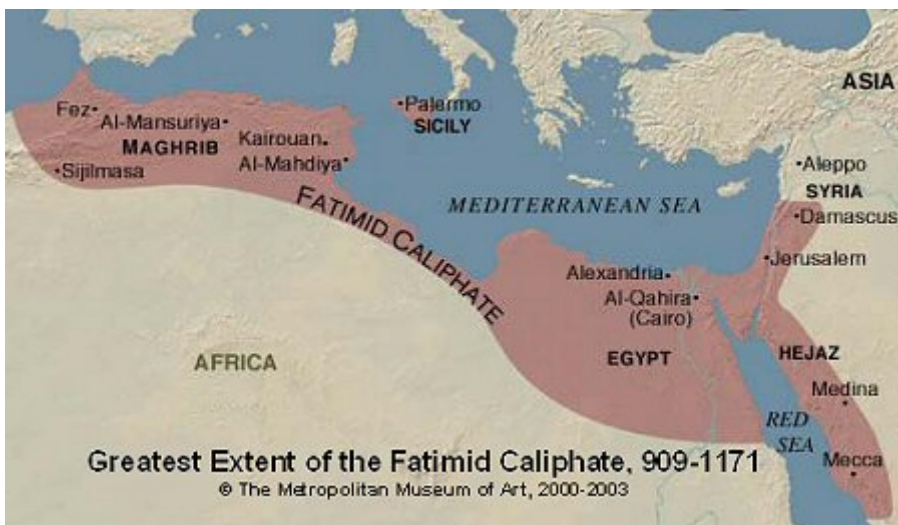 ASIA
Fez
Al-Mansuriya
Palermo
SICILY
MAGHRIB
Kairouan
Al-Mahdiya
Sijilmasa
Aleppo
SYRIA
Damascus
FATIMID CALIPHATE
MEDITERRANEAN SEA
Jerusalem
Alexandria
Al-Qahira
(Cairo)
AFRICA
EGYPT
HEJAZ
Medina
RED
SEA
Mecca
Greatest Extent of the Fatimid Caliphate, 909-1171
© The Metropolitan Museum of Art, 2000-2003